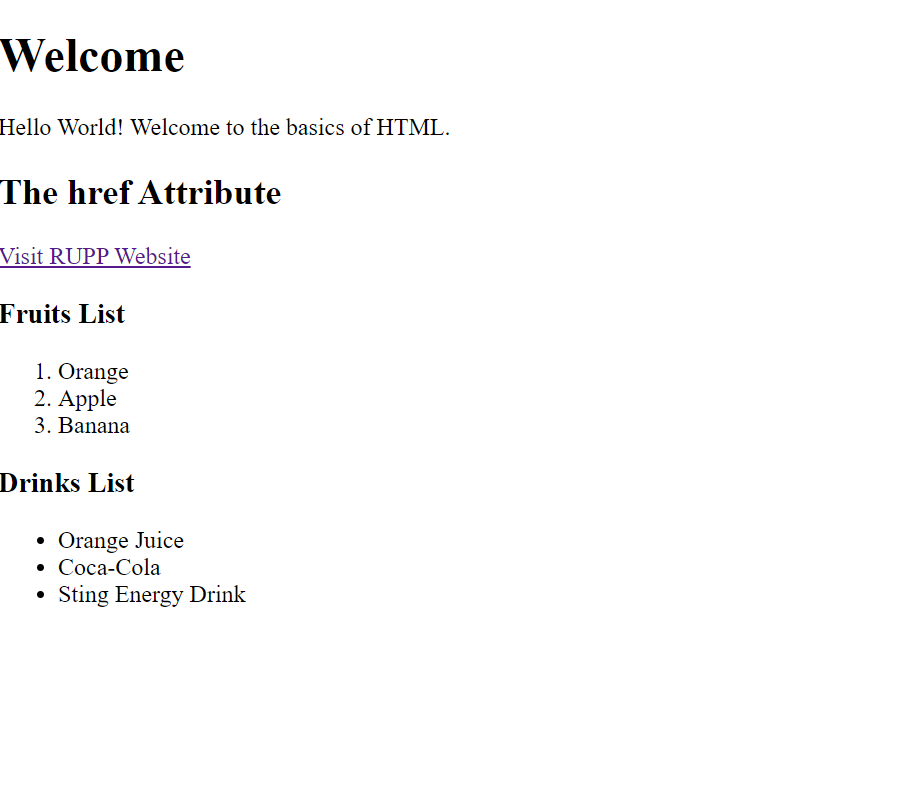 Welcome
Hello World! Welcome to the basics of HTML.
The href Attribute
Visit RUPP Website
Fruits List
1. Orange
2. Apple
3. Banana
Drinks List
• Orange Juice
• Coca-Cola
• Sting Energy Drink